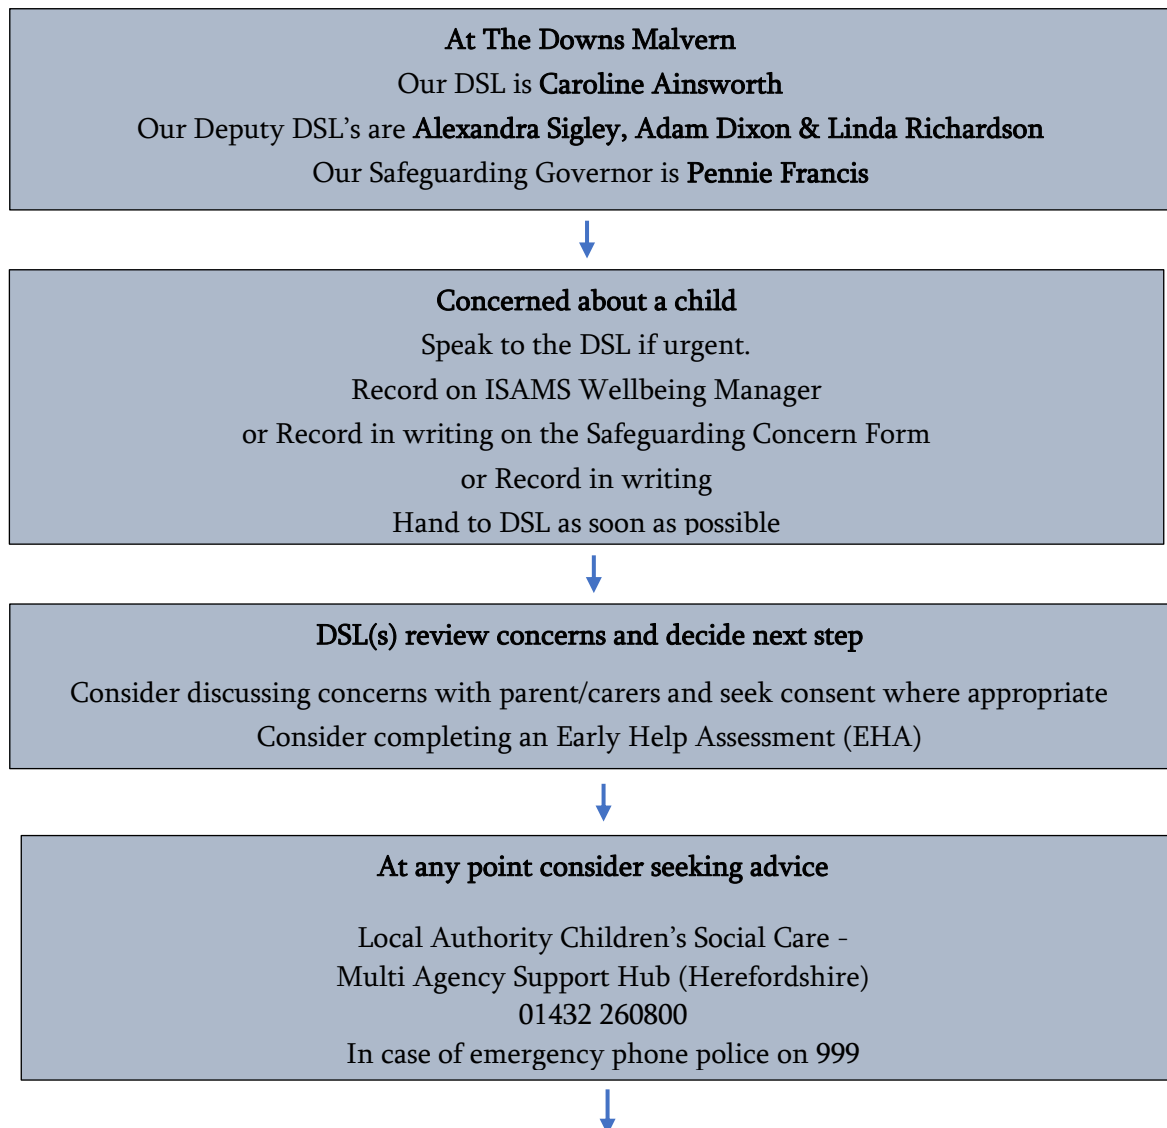 At The Downs Malvern
Our DSL is Caroline Ainsworth
Our Deputy DSL's are Alexandra Sigley, Adam Dixon & Linda Richardson
Our Safeguarding Governor is Pennie Francis
Concerned about a child
Speak to the DSL if urgent.
Record on ISAMS Wellbeing Manager
or Record in writing on the Safeguarding Concern Form
or Record in writing
Hand to DSL as soon as possible
DSL(s) review concerns and decide next step
Consider discussing concerns with parent/carers and seek consent where appropriate
Consider completing an Early Help Assessment (EHA)
At any point consider seeking advice
Local Authority Children’s Social Care -
Multi Agency Support Hub (Herefordshire)
01432 260800
In case of emergency phone police on 999